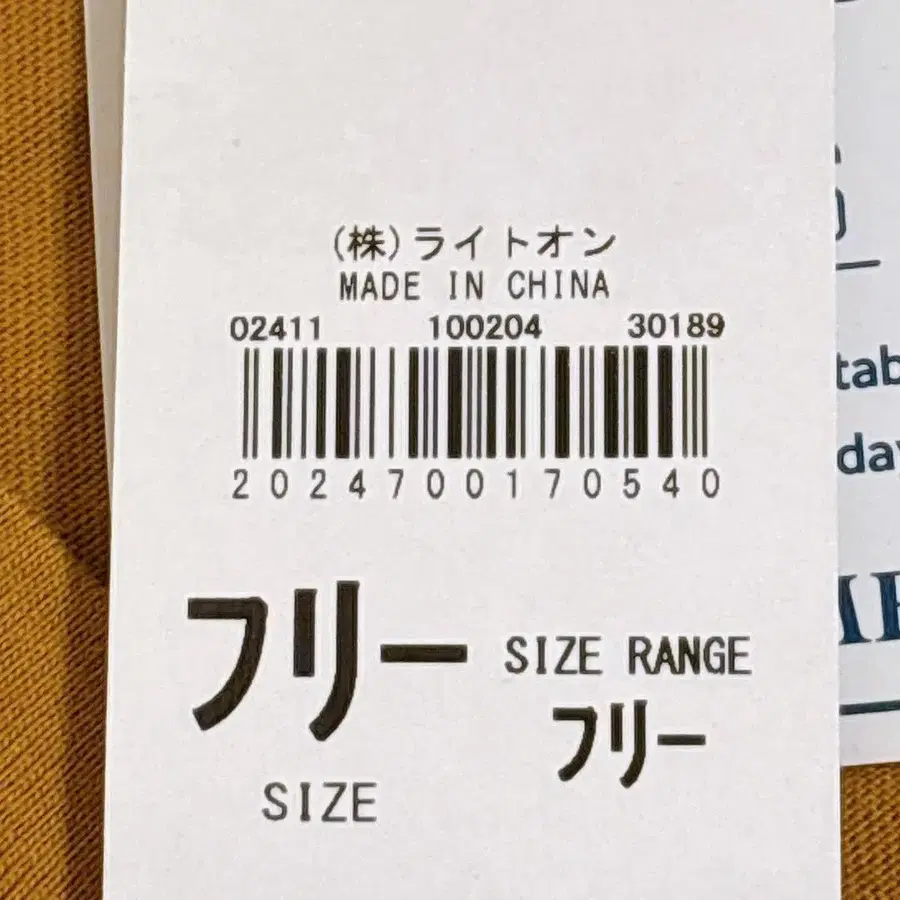 (株)ライトオン
MADE IN CHINA
02411 100204 30189
2024700170540
フリー
SIZE
SIZE RANGE
フリー